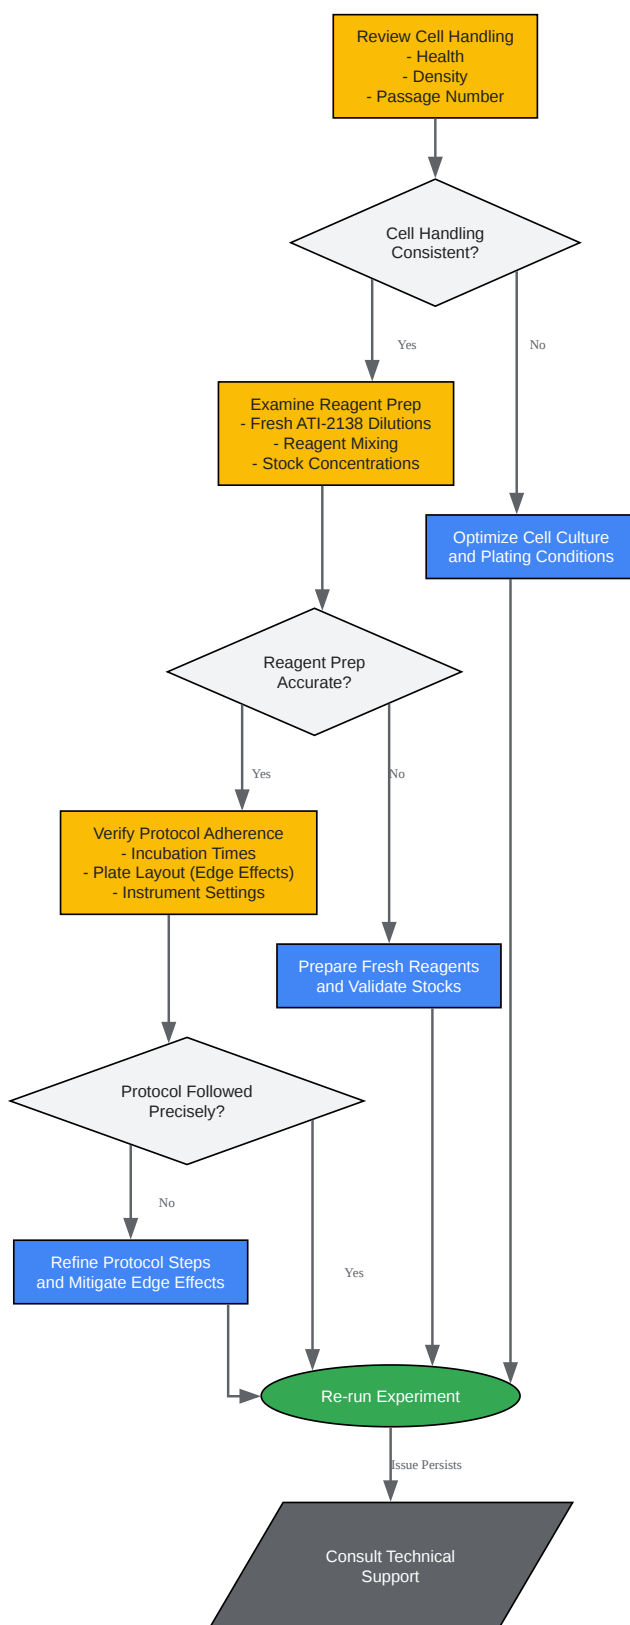 Review Cell Handling
- Health
- Density
- Passage Number
Cell Handling
Consistent?
Yes
No
Examine Reagent Prep
- Fresh ATI-2138 Dilutions
- Reagent Mixing
- Stock Concentrations
Optimize Cell Culture
and Plating Conditions
Reagent Prep
Accurate?
Yes
No
Verify Protocol Adherence
- Incubation Times
- Plate Layout (Edge Effects)
- Instrument Settings
Prepare Fresh Reagents
and Validate Stocks
Protocol Followed
Precisely?
No
Refine Protocol Steps
and Mitigate Edge Effects
Yes
Re-run Experiment
Issue Persists
Consult Technical
Support